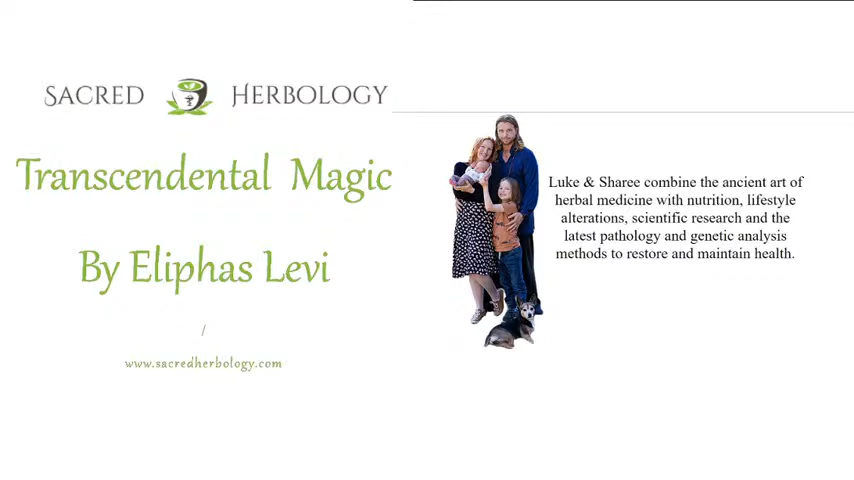 SACRED HERBOLOGY
Transcendental Magic
By Eliphas Levi
/
www.sacredherbology.com
Luke & Sharee combine the ancient art of
herbal medicine with nutrition, lifestyle
alterations, scientific research and the
latest pathology and genetic analysis
methods to restore and maintain health.